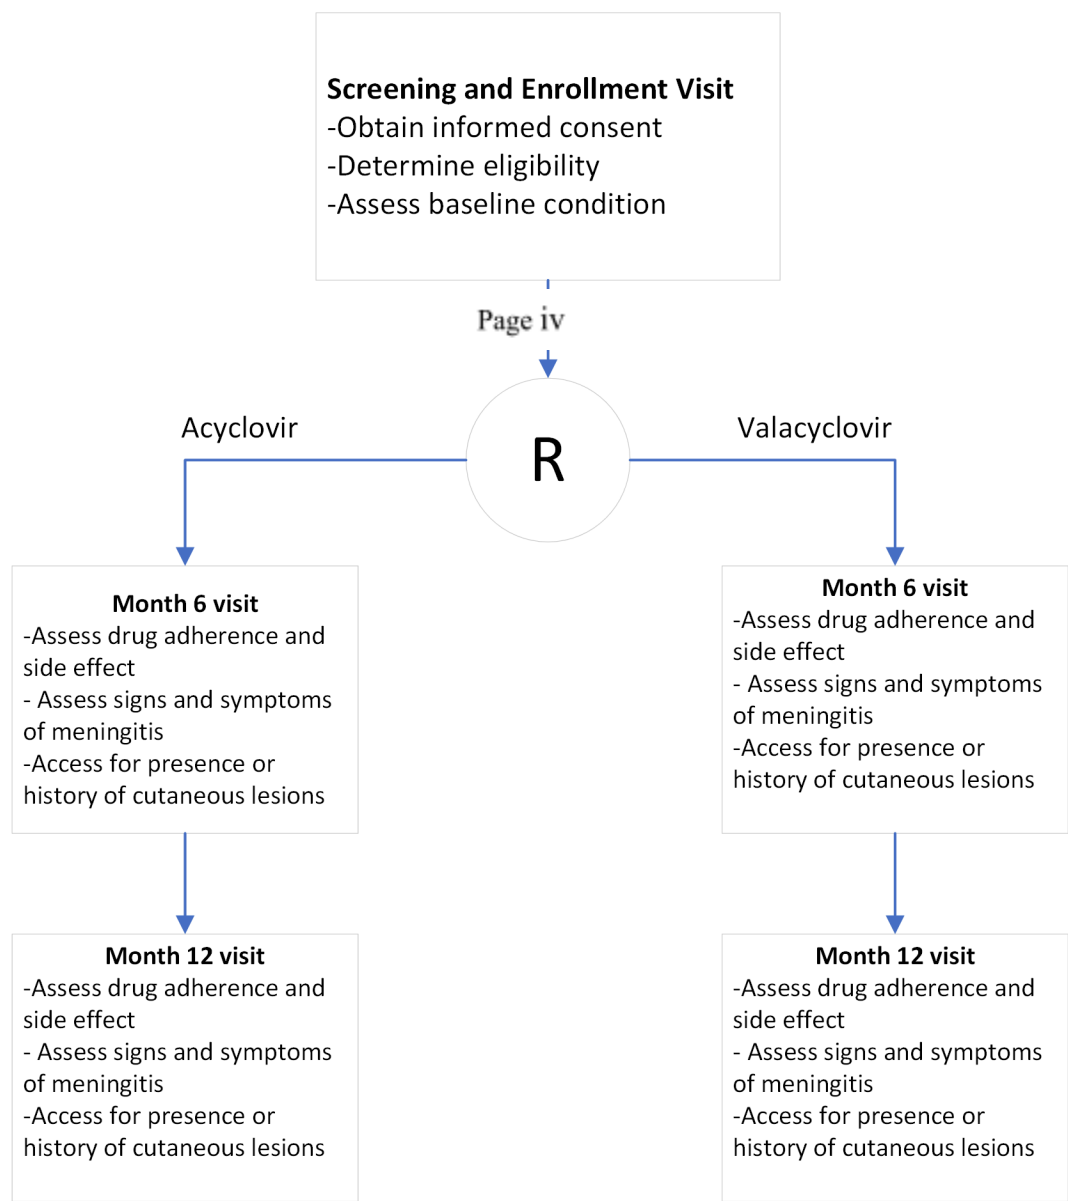 Screening and Enrollment Visit
-Obtain informed consent
-Determine eligibility
-Assess baseline condition
Page iv
Acyclovir
R
Valacyclovir
Month 6 visit
-Assess drug adherence and
side effect
- Assess signs and symptoms
of meningitis
-Access for presence or
history of cutaneous lesions
Month 6 visit
-Assess drug adherence and
side effect
- Assess signs and symptoms
of meningitis
-Access for presence or
history of cutaneous lesions
Month 12 visit
-Assess drug adherence and
side effect
- Assess signs and symptoms
of meningitis
-Access for presence or
history of cutaneous lesions
Month 12 visit
-Assess drug adherence and
side effect
- Assess signs and symptoms
of meningitis
-Access for presence or
history of cutaneous lesions